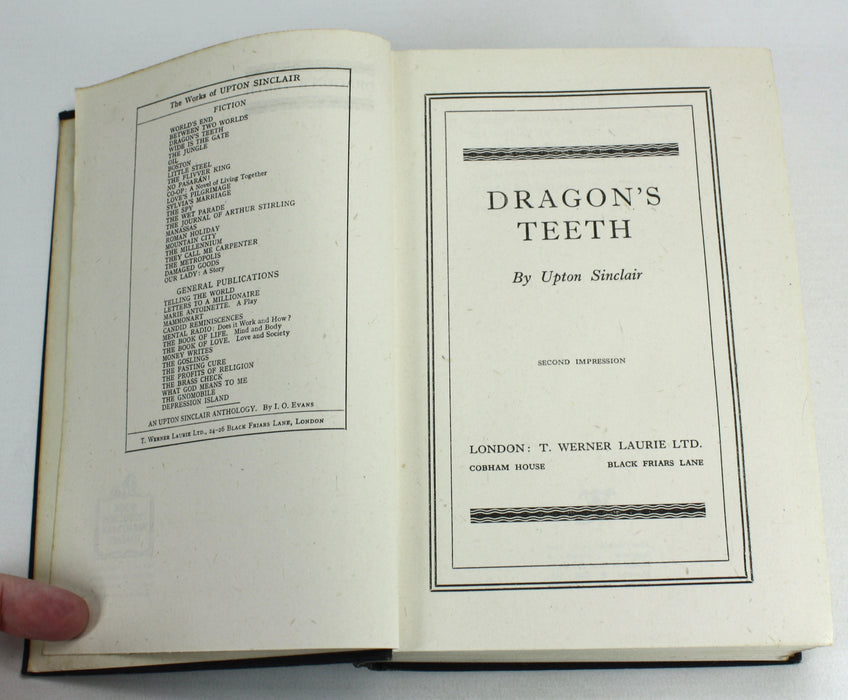 The Works of UPTON SINCLAIR
FICTION
WORLD'S END
BETWEEN TWO WORLDS
DRAGON'S TEETH
WIDE IS THE GATE
THE JUNGLE
OIL
BOSTON
LITTLE STEEL
THE FLIVVER KING
NO PASARAN!
CO-OP: A Novel of Living Together
LOVE'S PILGRIMAGE
SYLVIA'S MARRIAGE
THE SPY
THE WET PARADE
THE JOURNAL OF ARTHUR STIRLING
MANASSAS
ROMAN HOLIDAY
MOUNTAIN CITY
THE MILLENNIUM
THEY CALL ME CARPENTER
THE METROPOLIS
DAMAGED GOODS
OUR LADY: A Story
GENERAL PUBLICATIONS
TELLING THE WORLD
LETTERS TO A MILLIONAIRE
MARIE ANTOINETTE. A Play
MAMMONART
CANDID REMINISCENCES
MENTAL RADIO: Does it Work and How?
THE BOOK OF LIFE. Mind and Body
THE BOOK OF LOVE. Love and Society
MONEY WRITES
THE GOSLINGS
THE FASTING CURE
THE PROFITS OF RELIGION
THE BRASS CHECK
WHAT GOD MEANS TO ME
THE GNOMOBILE
DEPRESSION ISLAND
AN UPTON SINCLAIR ANTHOLOGY. By I. O. EVANS
T. WERNER LAURIE LTD., 24-26 BLACK FRIARS LANE, LONDON
DRAGON'S
TEETH
By Upton Sinclair
SECOND IMPRESSION
LONDON: T. WERNER LAURIE LTD.
COBHAM HOUSE BLACK FRIARS LANE